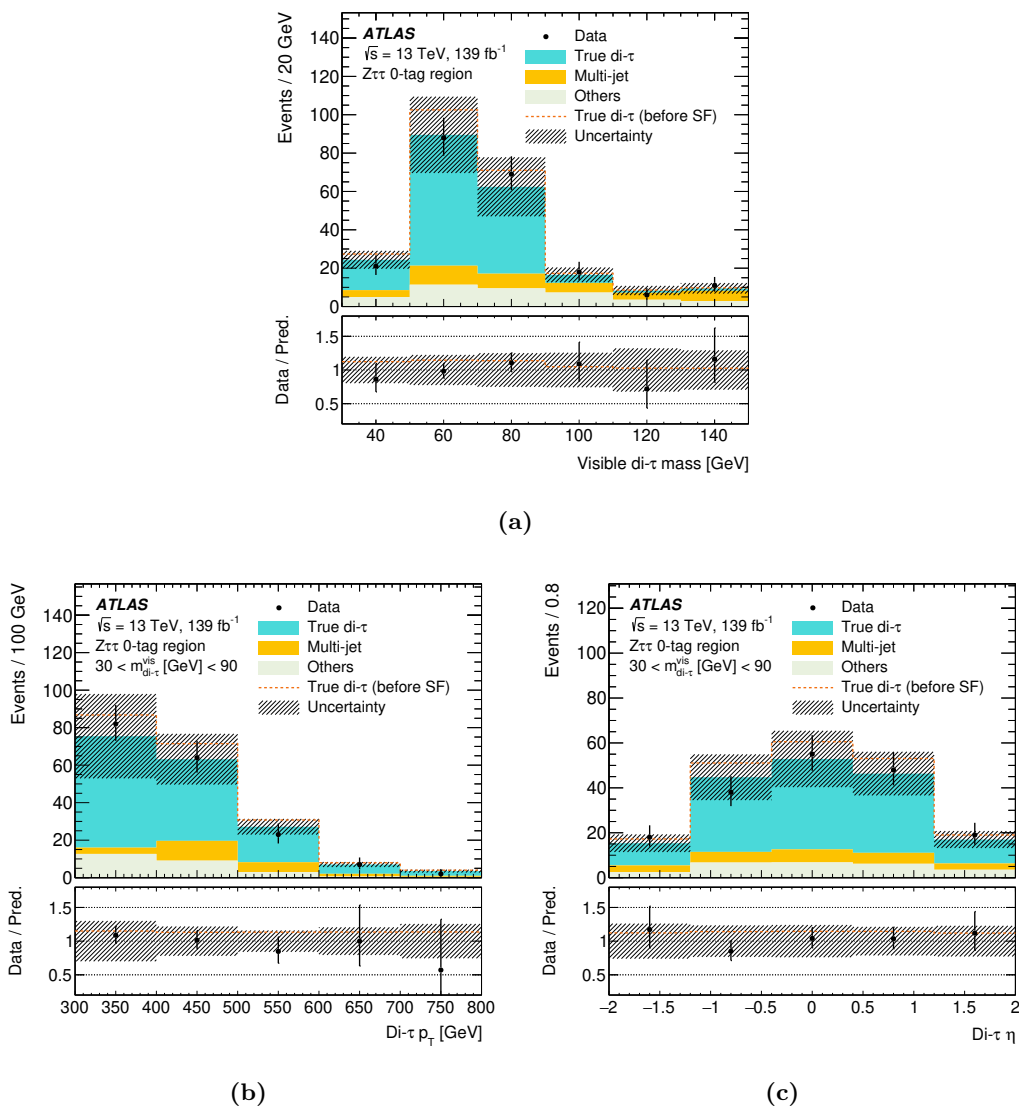 ATLAS
√s = 13 TeV, 139 fb⁻¹
Zττ 0-tag region
Data
True di-τ
Multi-jet
Others
True di-τ (before SF)
Uncertainty
Events / 20 GeV
140
120
100
80
60
40
20
0
Data / Pred.
1.5
1
0.5
40 60 80 100 120 140
Visible di-τ mass [GeV]
(a)
ATLAS
√s = 13 TeV, 139 fb⁻¹
Zττ 0-tag region
30 < m^vis_di-τ [GeV] < 90
Data
True di-τ
Multi-jet
Others
True di-τ (before SF)
Uncertainty
Events / 100 GeV
140
120
100
80
60
40
20
0
Data / Pred.
1.5
1
0.5
300 350 400 450 500 550 600 650 700 750 800
Di-τ p_T [GeV]
(b)
ATLAS
√s = 13 TeV, 139 fb⁻¹
Zττ 0-tag region
30 < m^vis_di-τ [GeV] < 90
Data
True di-τ
Multi-jet
Others
True di-τ (before SF)
Uncertainty
Events / 0.8
120
100
80
60
40
20
0
Data / Pred.
1.5
1
0.5
−2 −1.5 −1 −0.5 0 0.5 1 1.5 2
Di-τ η
(c)